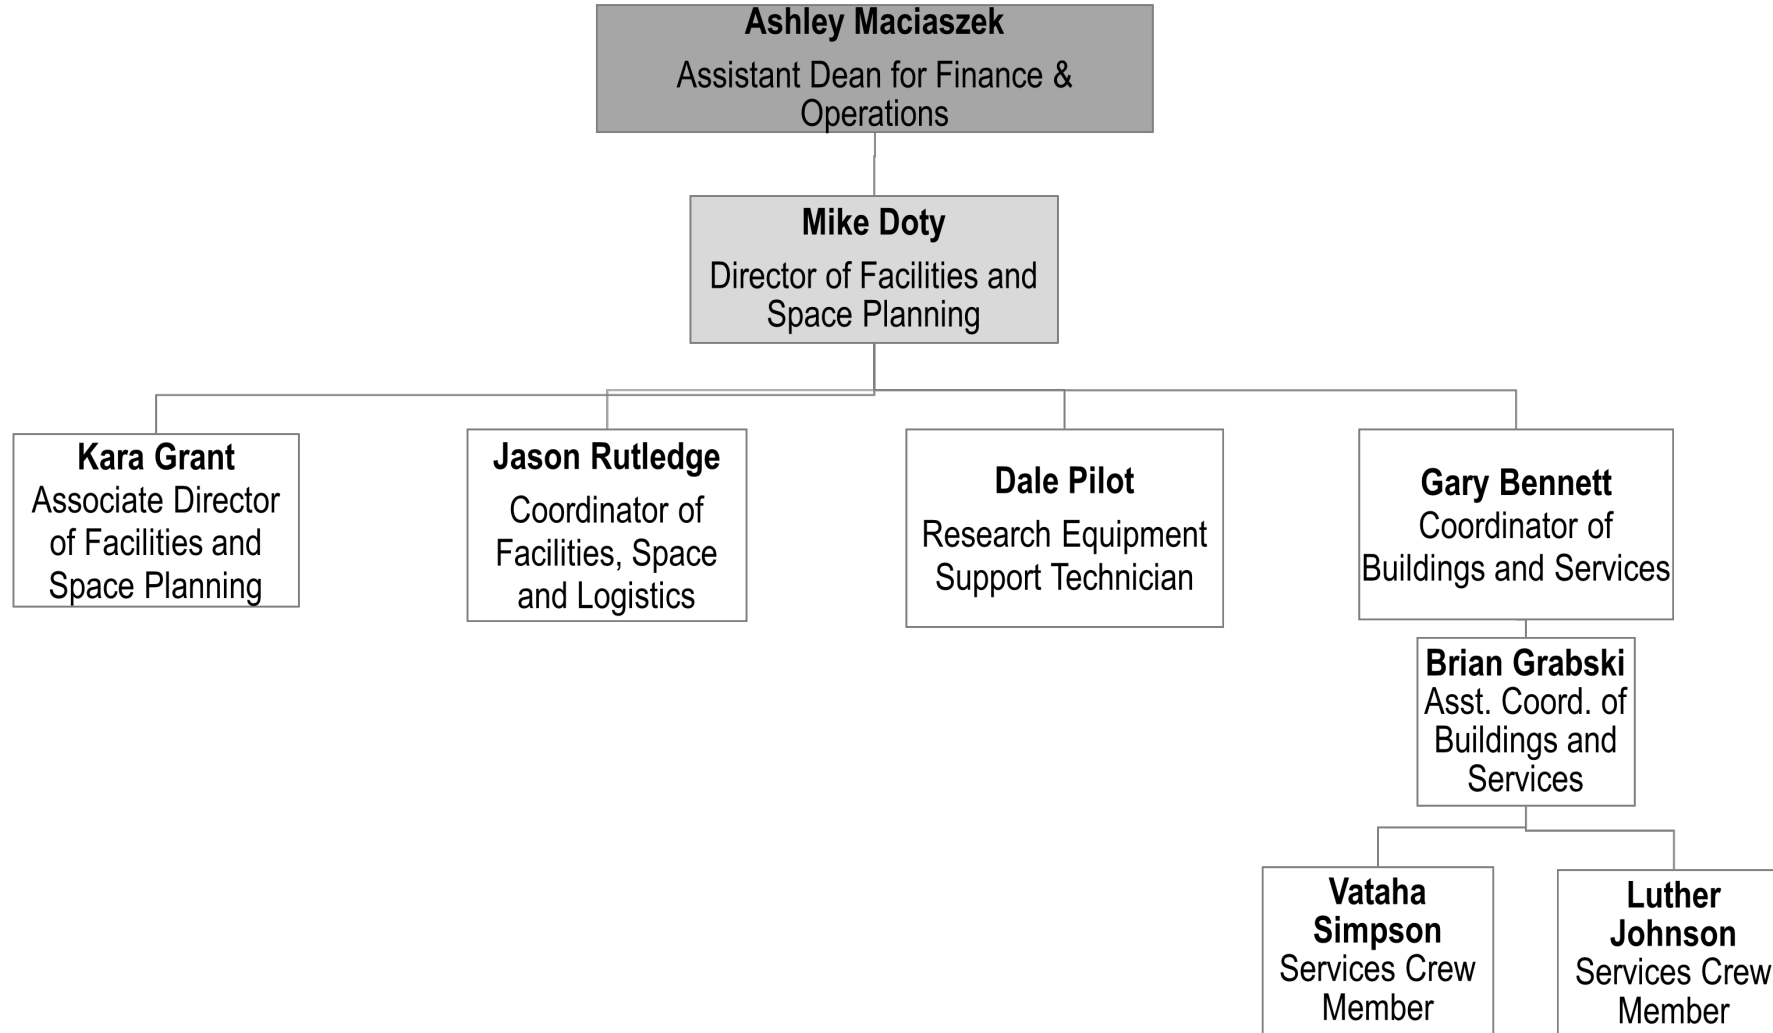 Ashley Maciaszek
Assistant Dean for Finance &
Operations
Mike Doty
Director of Facilities and
Space Planning
Kara Grant
Associate Director
of Facilities and
Space Planning
Jason Rutledge
Coordinator of
Facilities, Space
and Logistics
Dale Pilot
Research Equipment
Support Technician
Gary Bennett
Coordinator of
Buildings and Services
Brian Grabski
Asst. Coord. of
Buildings and
Services
Vataha
Simpson
Services Crew
Member
Luther
Johnson
Services Crew
Member